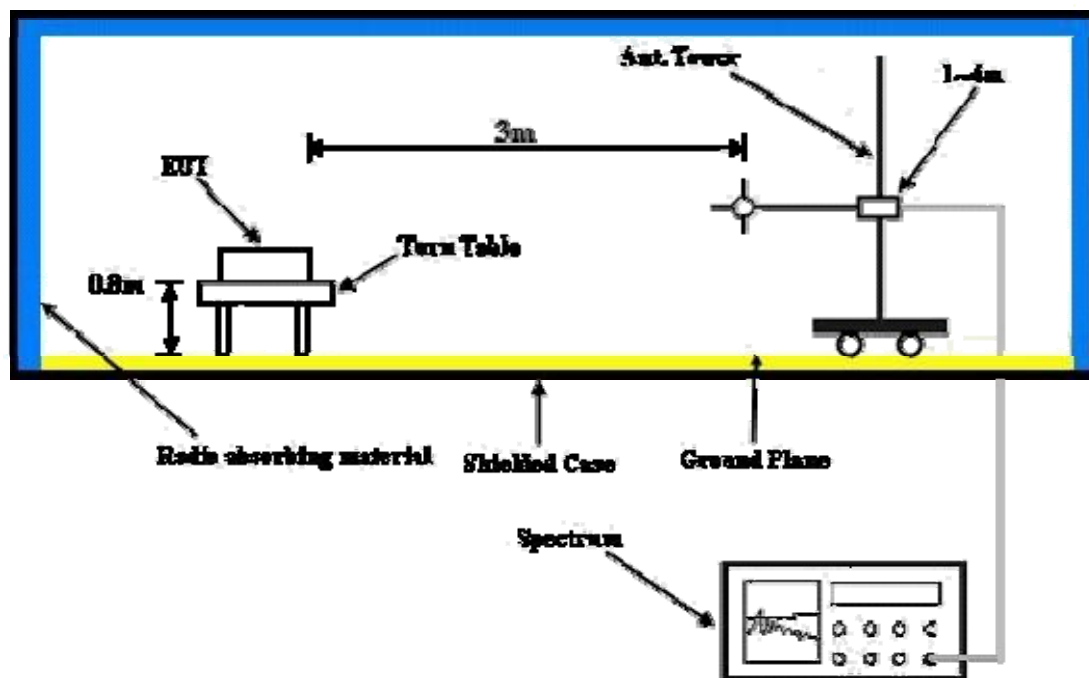 Ant. Tower
1~4m
3m
EUT
Turn Table
0.8m
Radio absorbing material
Shielded Case
Ground Plane
Spectrum